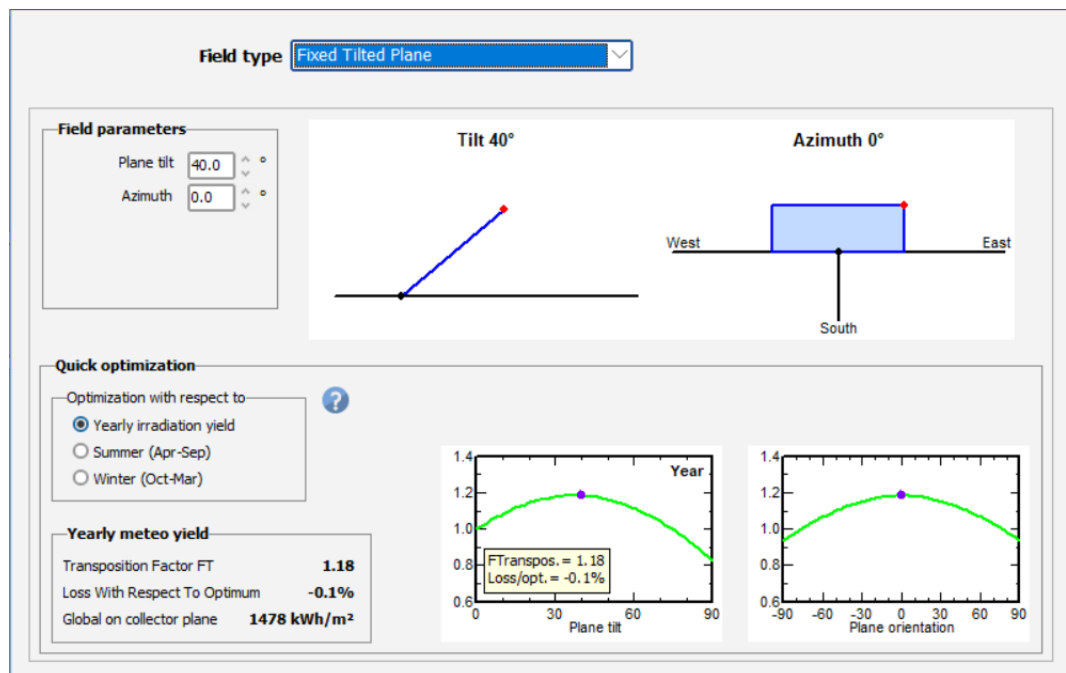 Field type Fixed Tilted Plane
Field parameters
Plane tilt 40.0 °
Azimuth 0.0 °
Tilt 40°
Azimuth 0°
West
East
South
Quick optimization
Optimization with respect to
Yearly irradiation yield
Summer (Apr-Sep)
Winter (Oct-Mar)
?
Yearly meteo yield
Transposition Factor FT 1.18
Loss With Respect To Optimum -0.1%
Global on collector plane 1478 kWh/m²
1.4
1.2
1.0
0.8
0.6
Year
FTranspos. = 1.18
Loss/opt. = -0.1%
0 30 60 90
Plane tilt
1.4
1.2
1.0
0.8
0.6
-90 -60 -30 0 30 60 90
Plane orientation